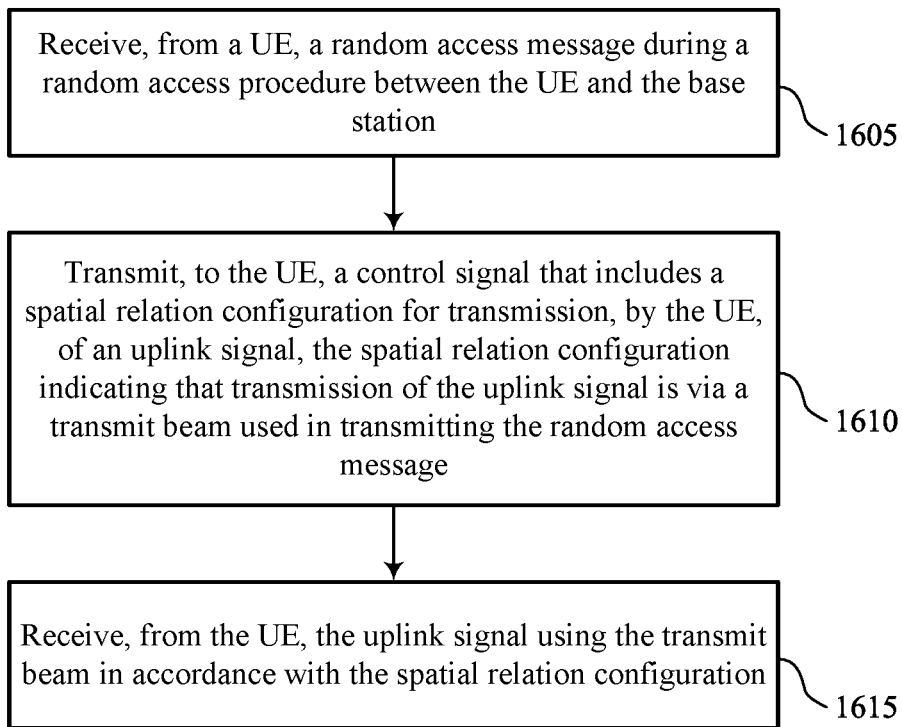 Receive, from a UE, a random access message during a
random access procedure between the UE and the base
station
1605
Transmit, to the UE, a control signal that includes a
spatial relation configuration for transmission, by the UE,
of an uplink signal, the spatial relation configuration
indicating that transmission of the uplink signal is via a
transmit beam used in transmitting the random access
message
1610
Receive, from the UE, the uplink signal using the transmit
beam in accordance with the spatial relation configuration
1615